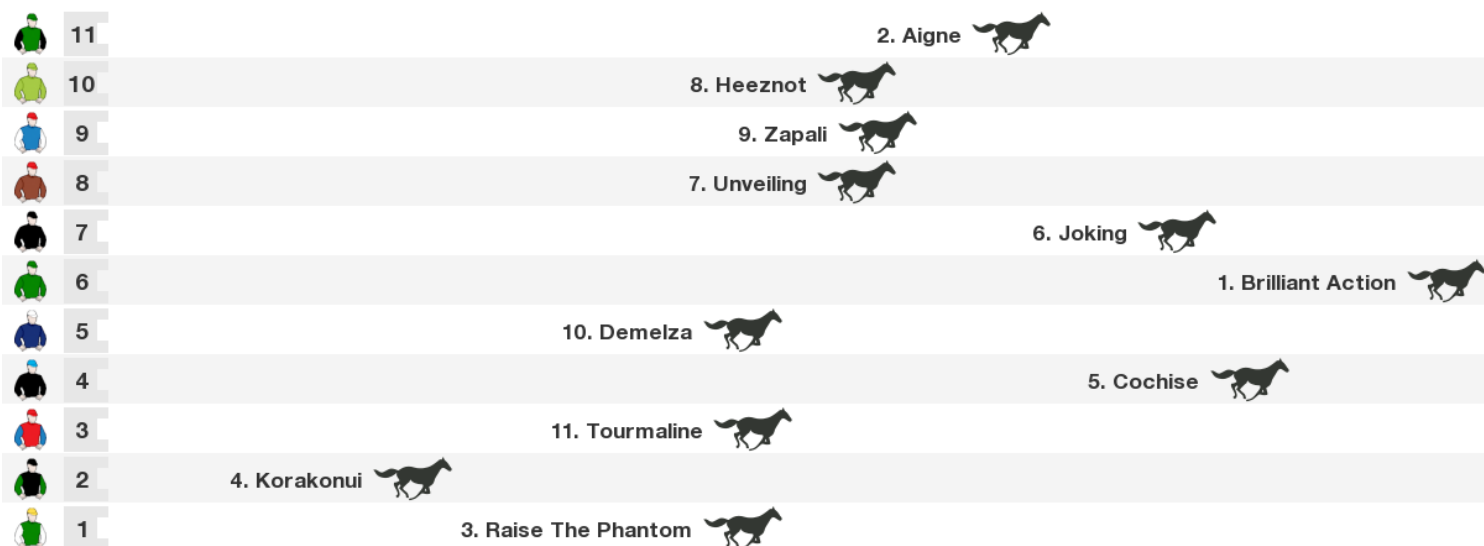 11 2. Aigne
10 8. Heeznot
9 9. Zapali
8 7. Unveiling
7 6. Joking
6 1. Brilliant Action
5 10. Demelza
4 5. Cochise
3 11. Tourmaline
2 4. Korakonui
1 3. Raise The Phantom